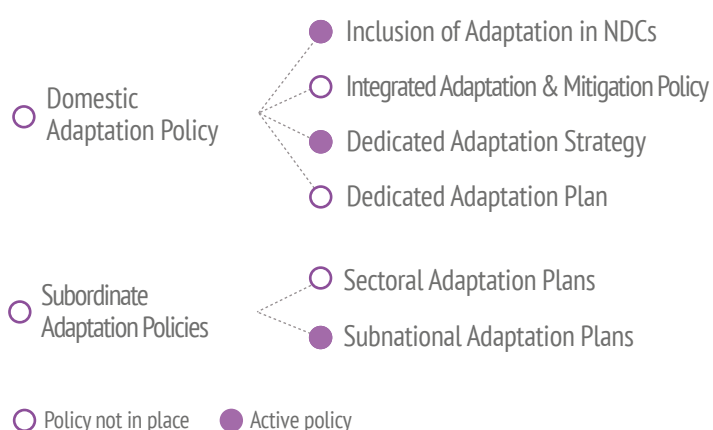 Domestic
Adaptation Policy
Inclusion of Adaptation in NDCs
Integrated Adaptation & Mitigation Policy
Dedicated Adaptation Strategy
Dedicated Adaptation Plan
Subordinate
Adaptation Policies
Sectoral Adaptation Plans
Subnational Adaptation Plans
Policy not in place
Active policy